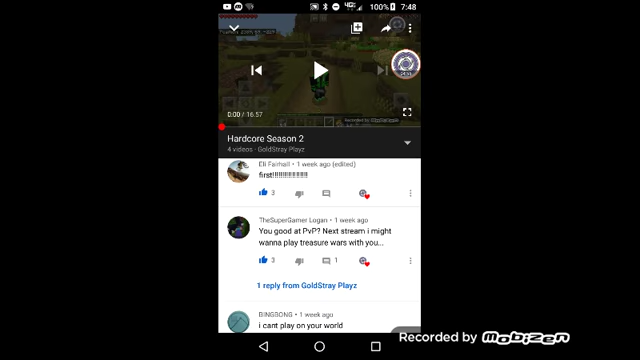 100% 7:48
0:00 / 16:57
Hardcore Season 2
4 videos · GoldStray Playz
Eli Fairhall • 1 week ago (edited)
first!!!!!!!!!!!!!!!!!!!
3
TheSuperGamer Logan • 1 week ago
You good at PvP? Next stream i might
wanna play treasure wars with you...
3 1
1 reply from GoldStray Playz
BINGBONG • 1 week ago
i cant play on your world
Recorded by Mobizen